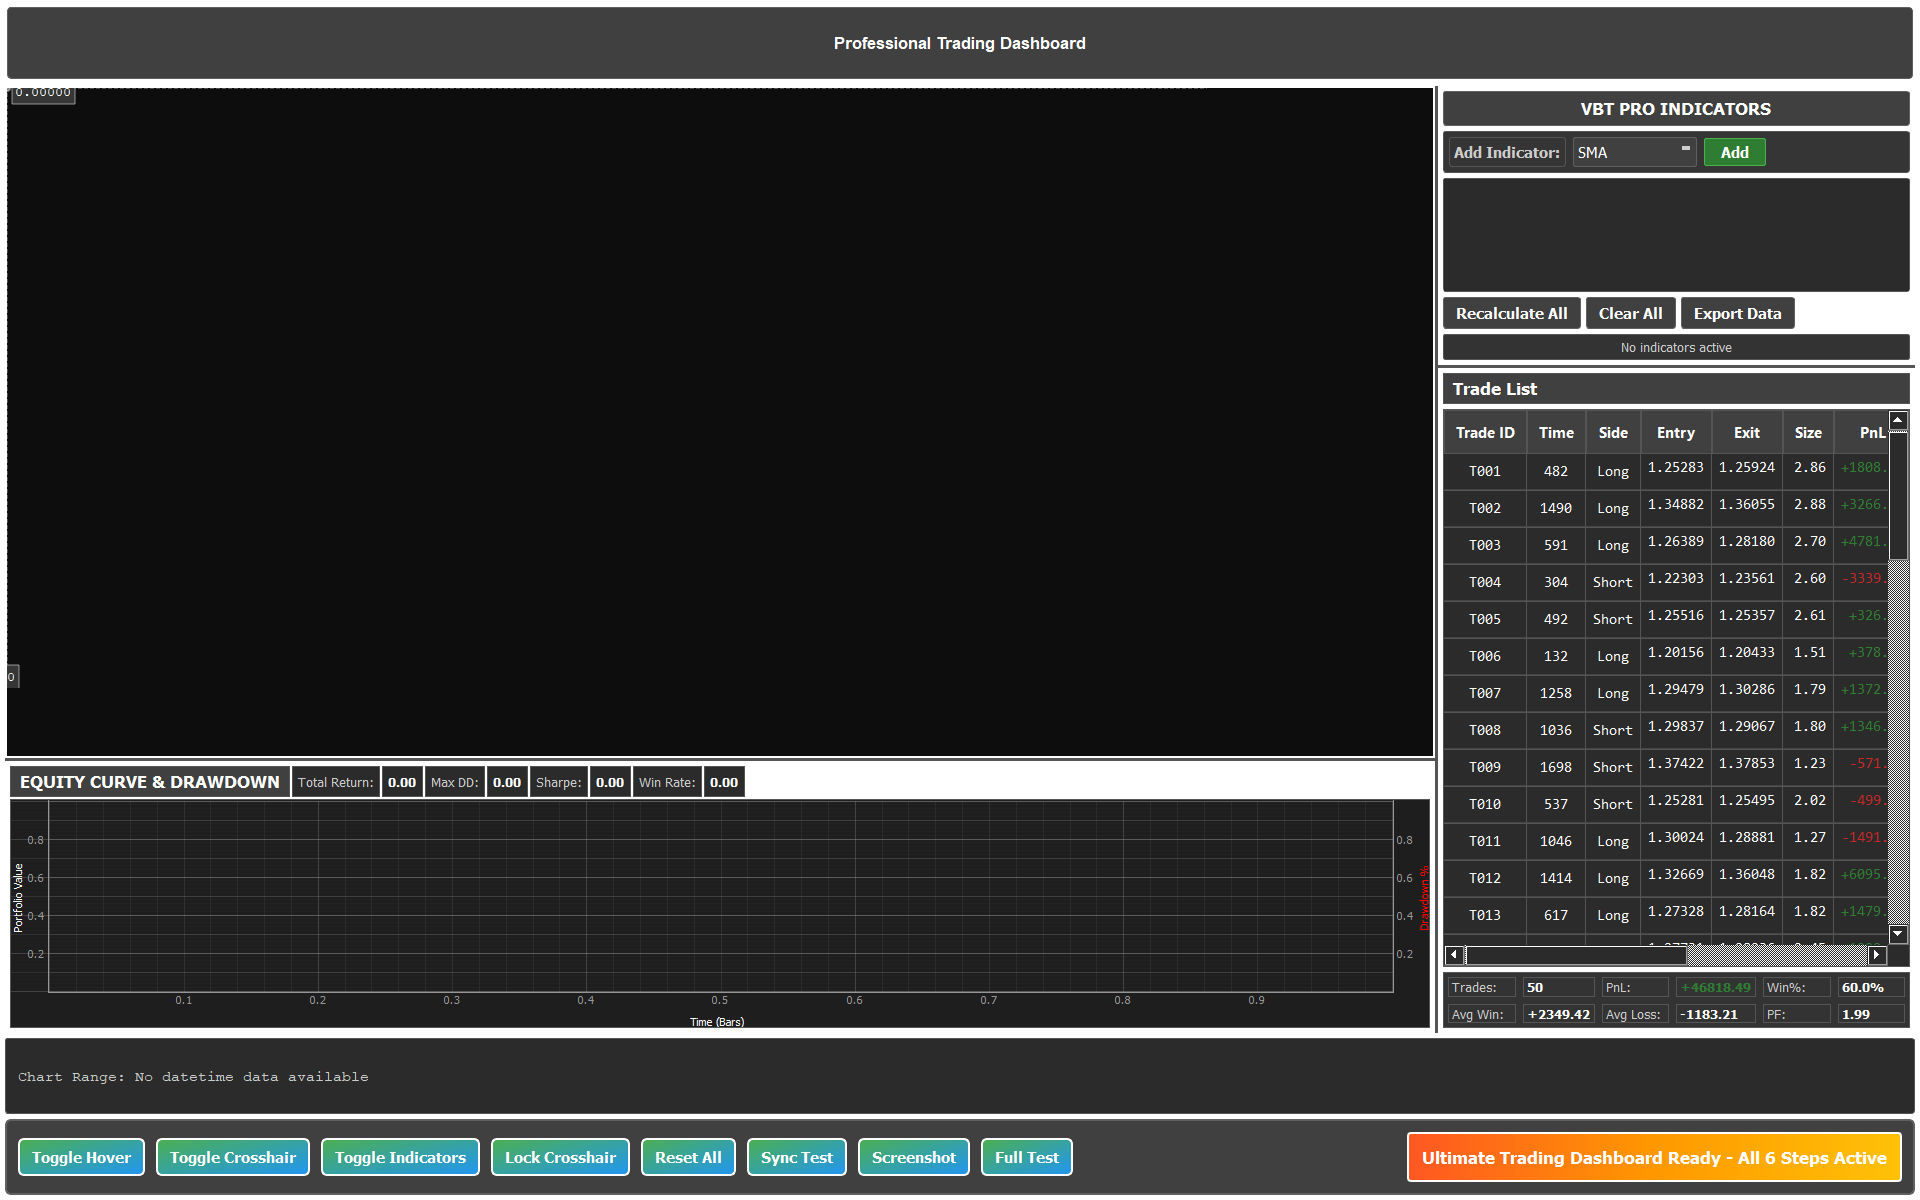 Professional Trading Dashboard
0.00000
0
VBT PRO INDICATORS
Add Indicator: SMA Add
Recalculate All Clear All Export Data
No indicators active
Trade List
Trade ID Time Side Entry Exit Size PnL
T001 482 Long 1.25283 1.25924 2.86 +1808.
T002 1490 Long 1.34882 1.36055 2.88 +3266.
T003 591 Long 1.26389 1.28180 2.70 +4781.
T004 304 Short 1.22303 1.23561 2.60 -3339.
T005 492 Short 1.25516 1.25357 2.61 +326.
T006 132 Long 1.20156 1.20433 1.51 +378.
T007 1258 Long 1.29479 1.30286 1.79 +1372.
T008 1036 Short 1.29837 1.29067 1.80 +1346.
T009 1698 Short 1.37422 1.37853 1.23 -571.
T010 537 Short 1.25281 1.25495 2.02 -499.
T011 1046 Long 1.30024 1.28881 1.27 -1491.
T012 1414 Long 1.32669 1.36048 1.82 +6095.
T013 617 Long 1.27328 1.28164 1.82 +1479.
Trades: 50 PnL: +46818.49 Win%: 60.0%
Avg Win: +2349.42 Avg Loss: -1183.21 PF: 1.99
EQUITY CURVE & DRAWDOWN Total Return: 0.00 Max DD: 0.00 Sharpe: 0.00 Win Rate: 0.00
Portfolio Value
0.8
0.6
0.4
0.2
0.8
0.6
0.4
0.2
Drawdown %
0.1 0.2 0.3 0.4 0.5 0.6 0.7 0.8 0.9
Time (Bars)
Chart Range: No datetime data available
Toggle Hover Toggle Crosshair Toggle Indicators Lock Crosshair Reset All Sync Test Screenshot Full Test
Ultimate Trading Dashboard Ready - All 6 Steps Active